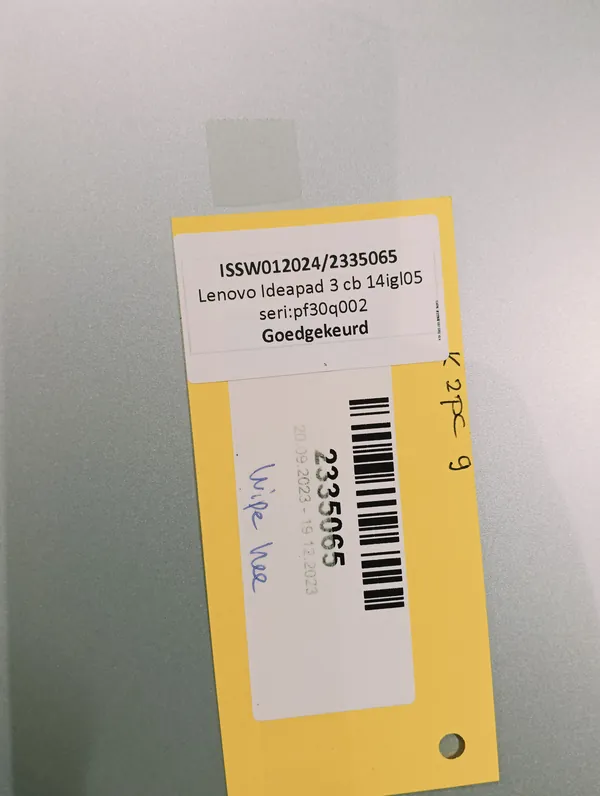 ISSW012024/2335065
Lenovo Ideapad 3 cb 14igl05
seri:pf30q002
Goedgekeurd
K 2PC 9
2335065
20.09.2023 - 19.12.2023
Wipe Nee